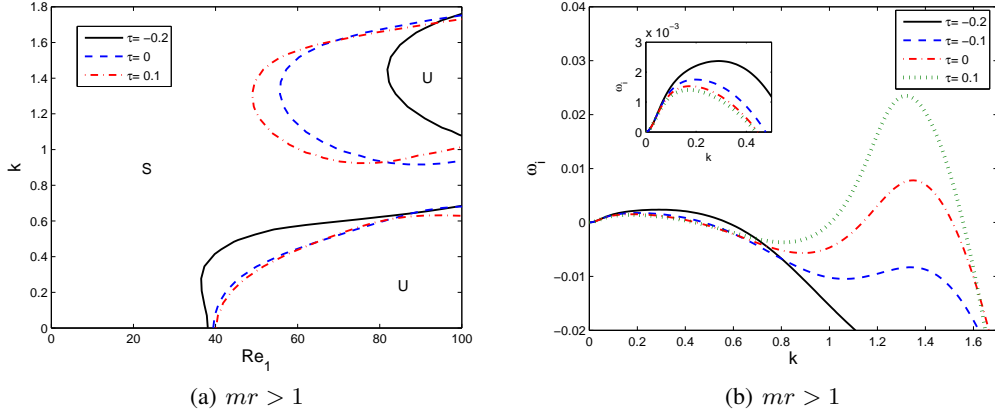 τ= −0.2
τ= 0
τ= 0.1
U
S
U
k
1.8
1.6
1.4
1.2
1
0.8
0.6
0.4
0.2
0
0 20 40 60 80 100
Re₁
(a) mr > 1
τ= −0.2
τ= −0.1
τ= 0
τ= 0.1
x 10⁻³
3
2
1
0
ωᵢ
0 0.2 0.4
k
ωᵢ
0.04
0.03
0.02
0.01
0
−0.01
−0.02
0 0.2 0.4 0.6 0.8 1 1.2 1.4 1.6
k
(b) mr > 1